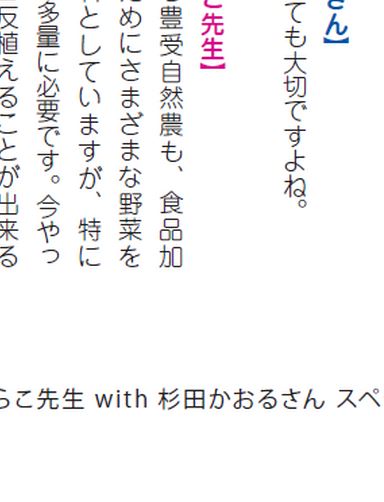 さん】
ても大切ですよね。
こ先生】
豊受自然農も、食品加
ためにさまざまな野菜を
としていますが、特に
多量に必要です。今やっ
反植えることが出来る
らこ先生 with 杉田かおるさん スペ